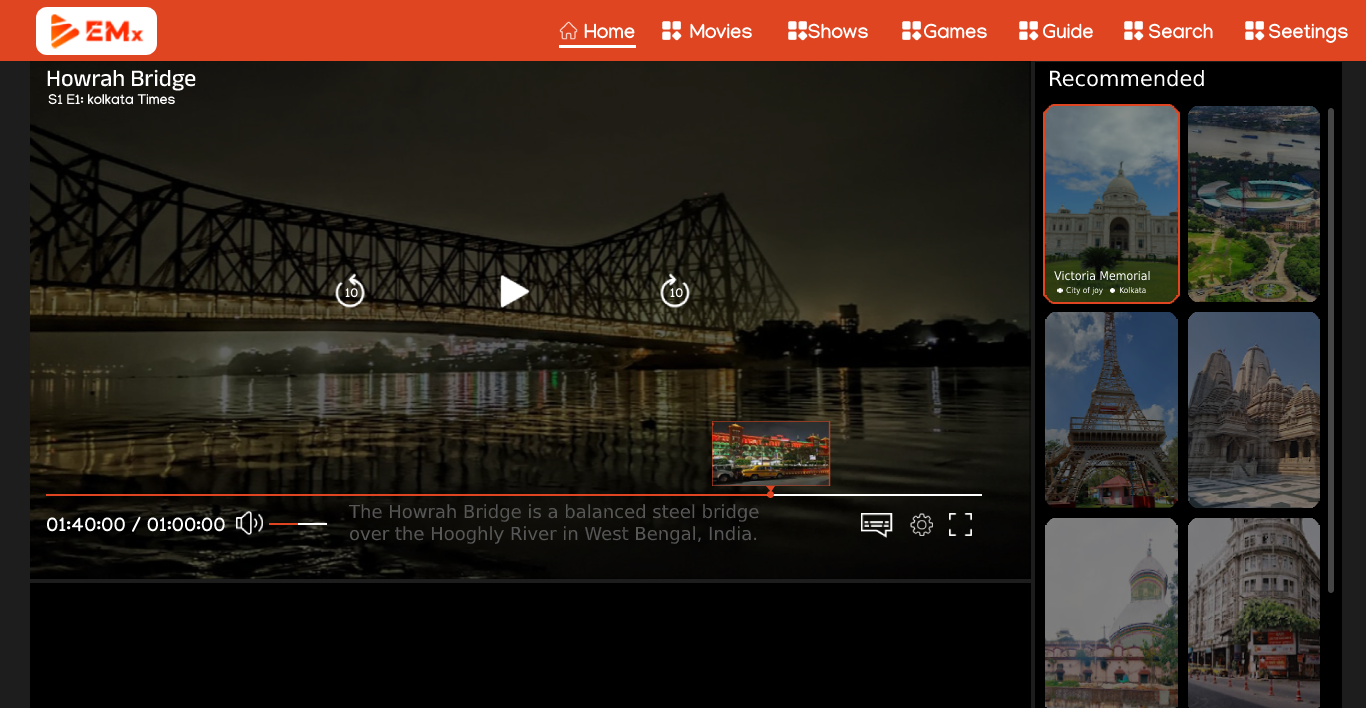 EMx
Home Movies Shows Games Guide Search Seetings
Howrah Bridge
S1 E1: kolkata Times
10
10
01:40:00 / 01:00:00
The Howrah Bridge is a balanced steel bridge
over the Hooghly River in West Bengal, India.
Recommended
Victoria Memorial
City of joy Kolkata